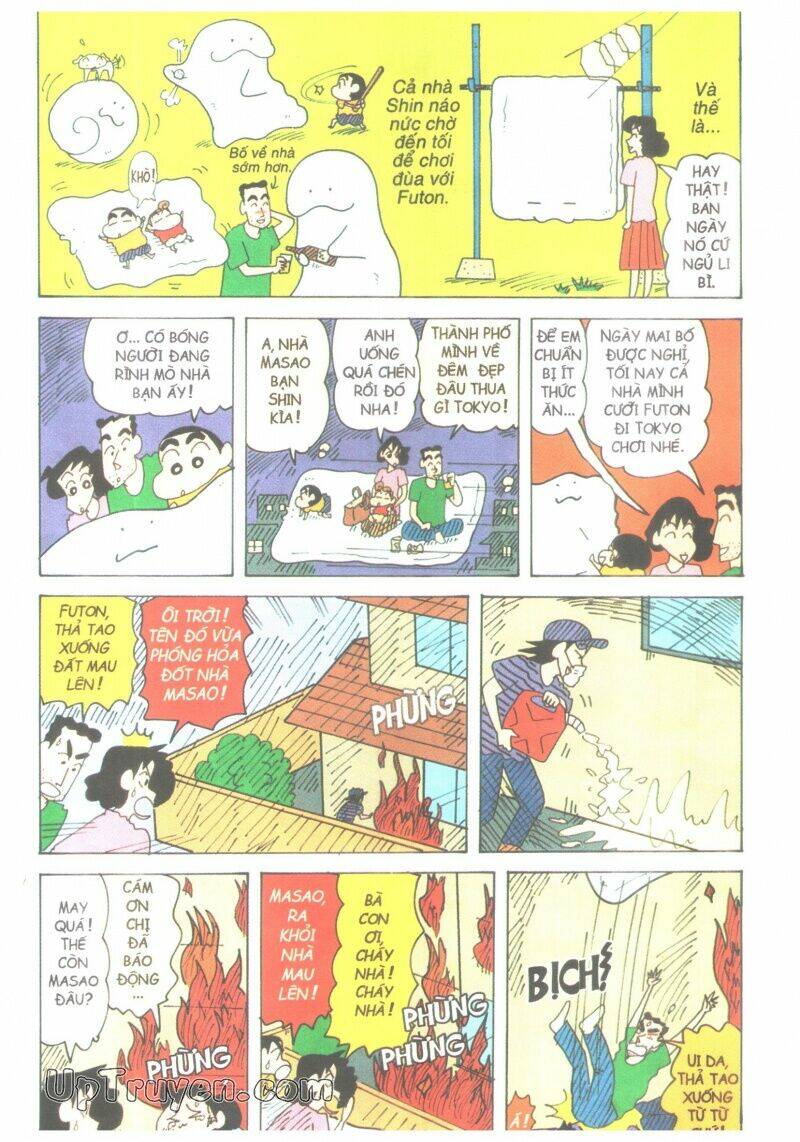 Và
thế
là...
HAY
THẬT!
BAN
NGÀY
NÓ CỨ
NGỦ LI
BÌ.
Cả nhà
Shin náo
nức chờ
đến tối
để chơi
đùa với
Futon.
Bố về nhà
sớm hơn.
KHÒ!
NGÀY MAI BỐ
ĐƯỢC NGHỈ,
TỐI NAY CẢ
NHÀ MÌNH
CƯỠI FUTON
ĐI TOKYO
CHƠI NHÉ.
ĐỂ EM
CHUẨN
BỊ ÍT
THỨC
ĂN...
THÀNH PHỐ
MÌNH VỀ
ĐÊM ĐẸP
ĐÂU THUA
GÌ TOKYO!
ANH
UỐNG
QUÁ CHÉN
RỒI ĐÓ
NHA!
A, NHÀ
MASAO
BẠN
SHIN
KÌA!
Ơ... CÓ BÓNG
NGƯỜI ĐANG
RÌNH MÒ NHÀ
BẠN ẤY!
PHỪNG
ÔI TRỜI!
TÊN ĐÓ VỪA
PHÓNG HỎA
ĐỐT NHÀ
MASAO!
FUTON,
THẢ TAO
XUỐNG
ĐẤT MAU
LÊN!
BỊCH!
UI DA,
THẢ TAO
XUỐNG
TỪ TỪ
Á!
BÀ
CON
ƠI,
CHÁY
NHÀ!
CHÁY
NHÀ!
MASAO,
RA
KHỎI
NHÀ
MAU
LÊN!
PHỪNG
PHỪNG
CÁM
ƠN
CHỊ
ĐÃ
BÁO
ĐỘNG
...
MAY
QUÁ!
THẾ
CÒN
MASAO
ĐÂU?
PHỪNG
UpTruyen.com